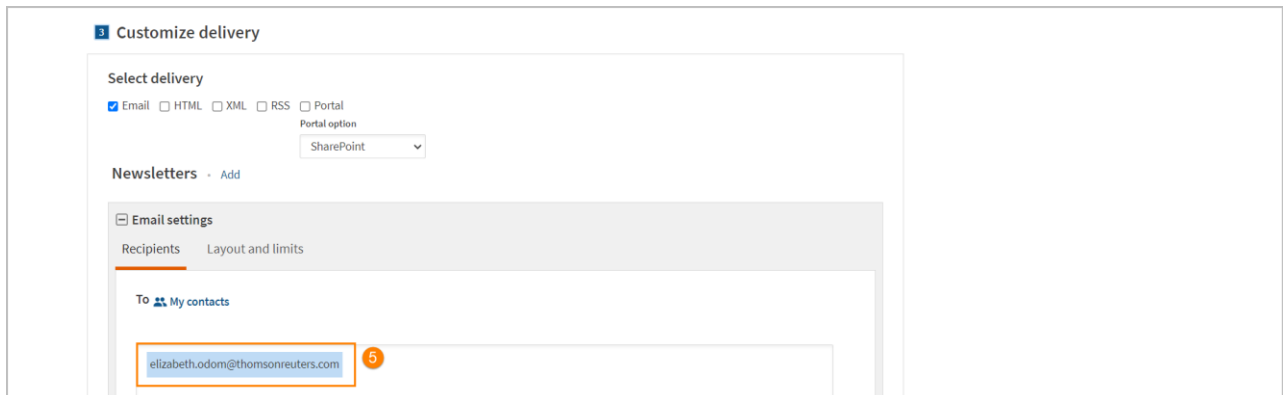 3 Customize delivery
Select delivery
Email HTML XML RSS Portal
Portal option
SharePoint
Newsletters • Add
Email settings
Recipients Layout and limits
To My contacts
elizabeth.odom@thomsonreuters.com 5